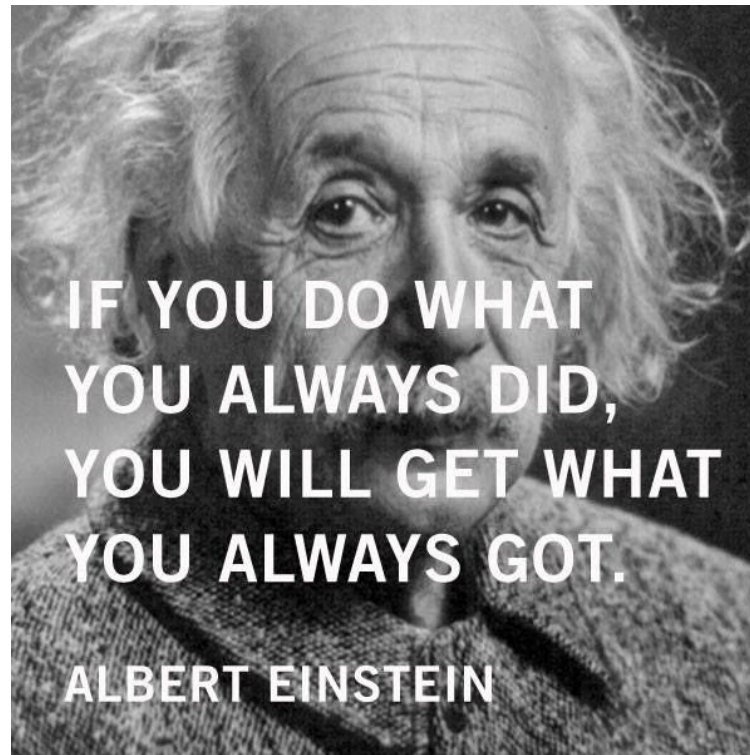 IF YOU DO WHAT
YOU ALWAYS DID,
YOU WILL GET WHAT
YOU ALWAYS GOT.
ALBERT EINSTEIN